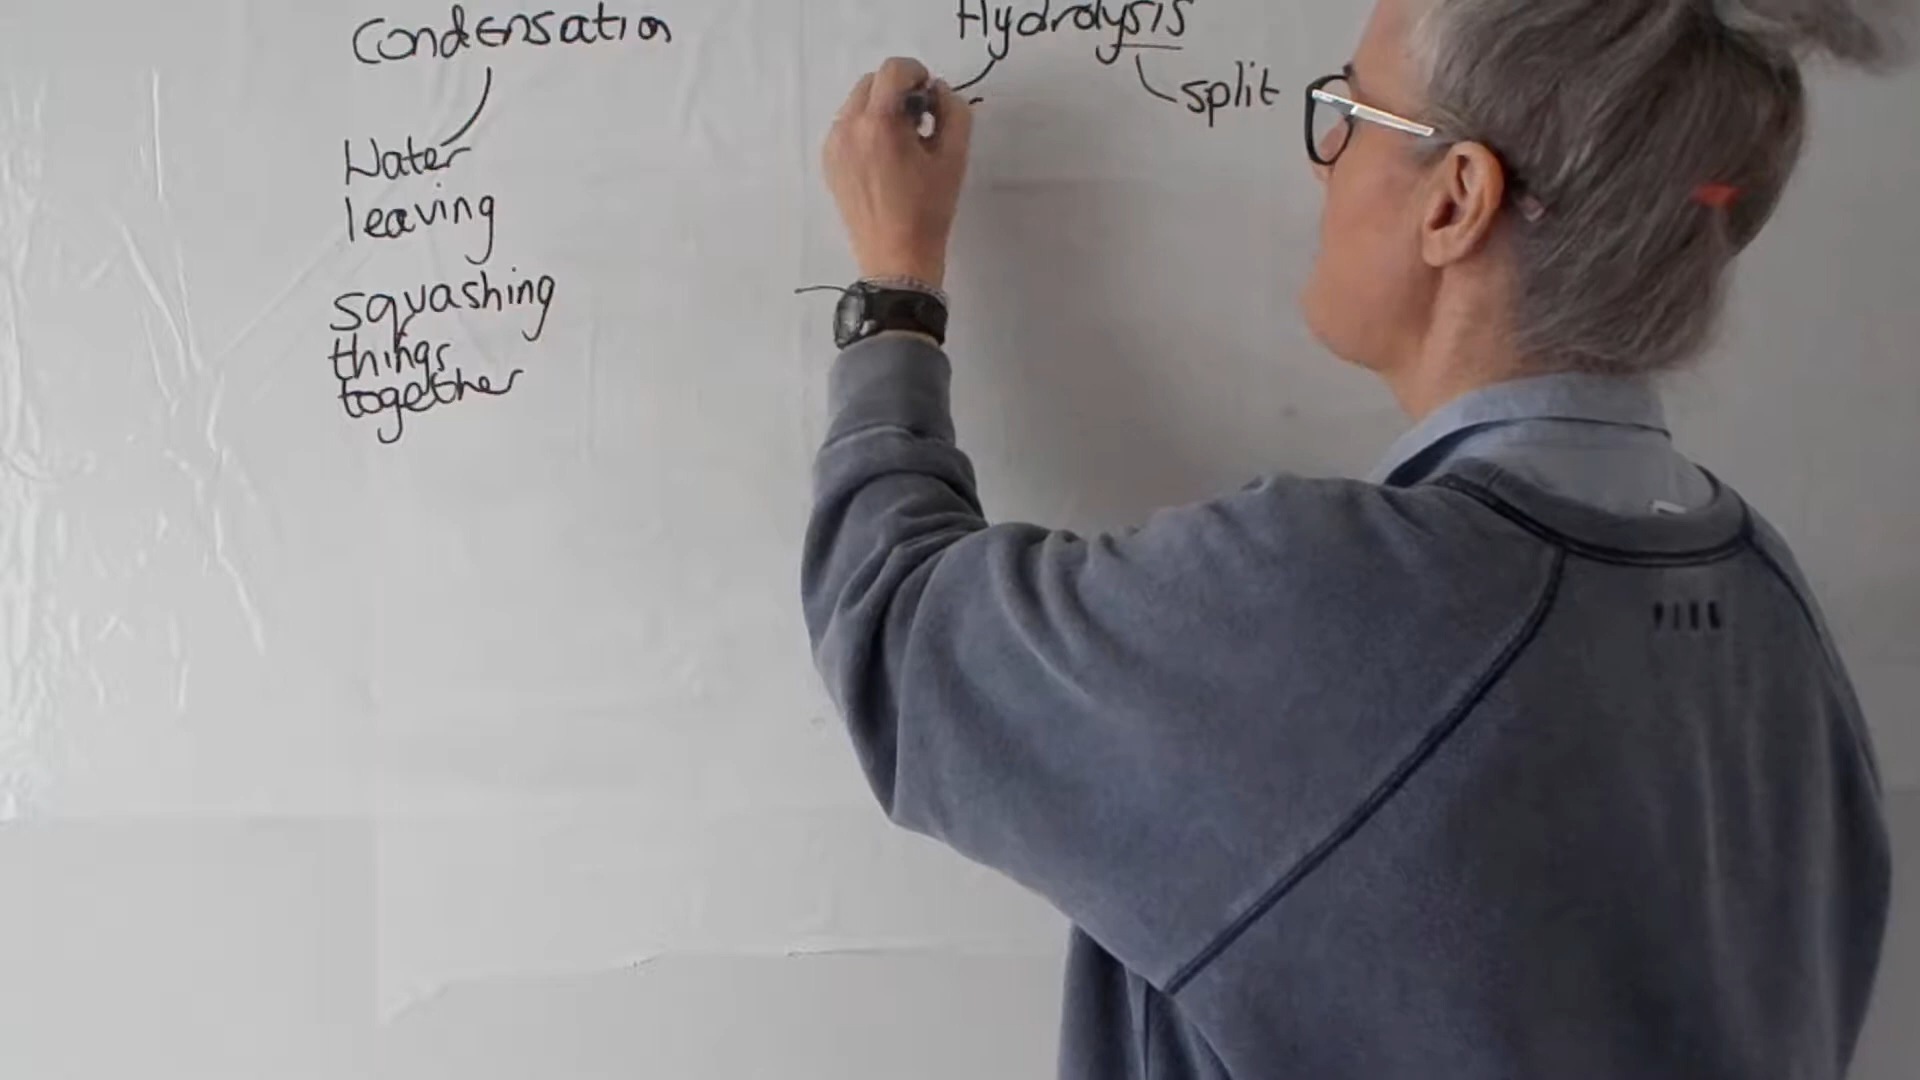 Condensation
Water
leaving
squashing
things
together
Hydrolysis
split